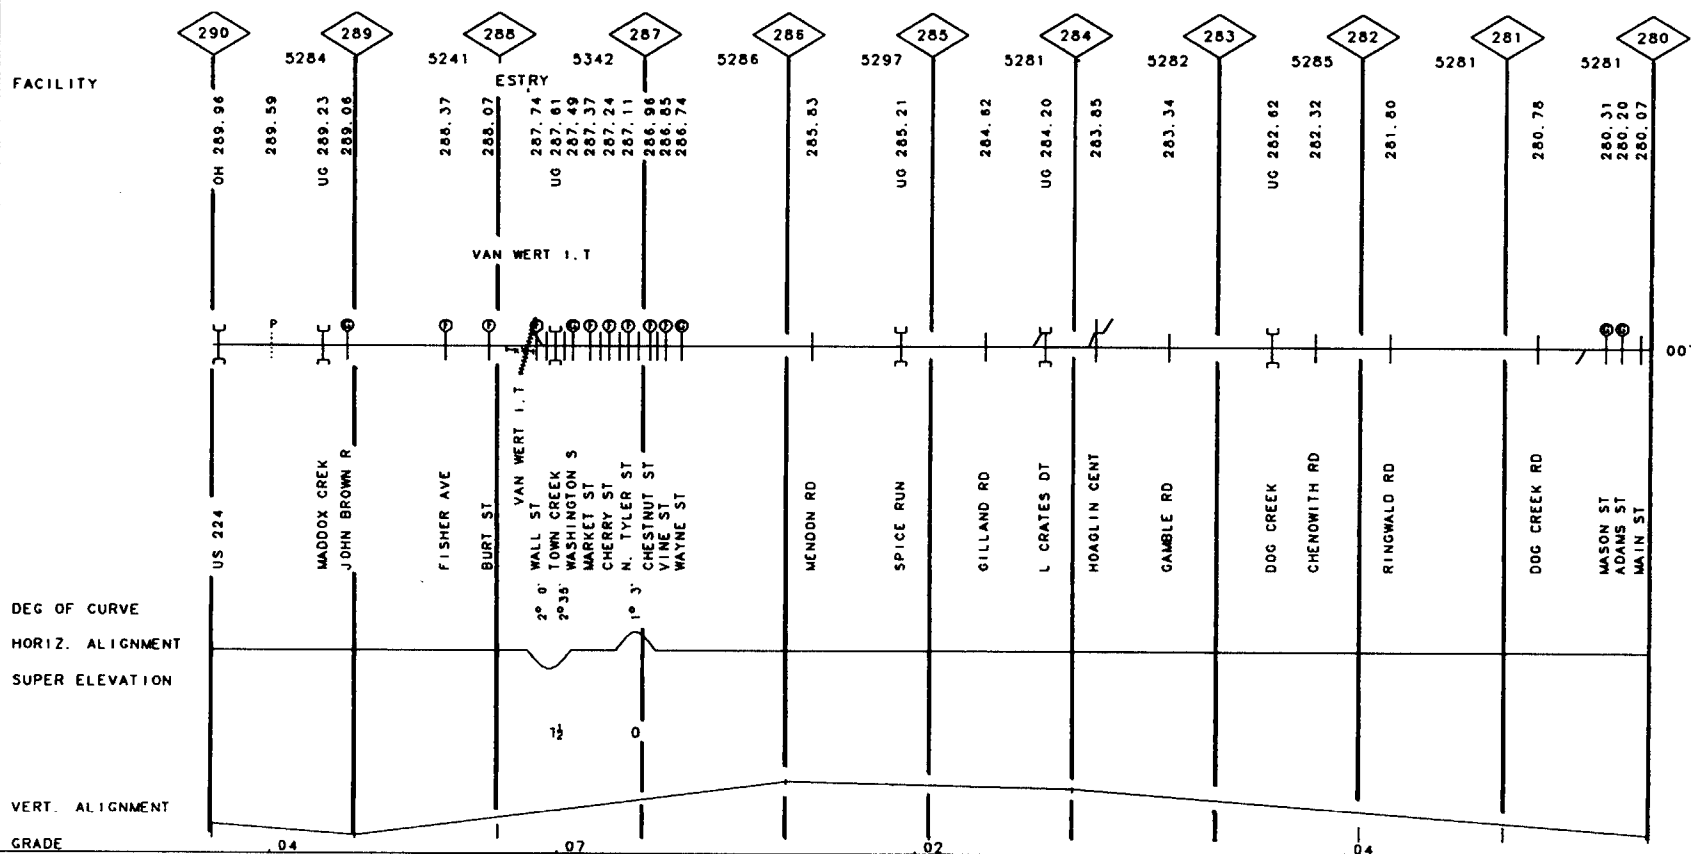 290 289 288 287 286 285 284 283 282 281 280
5284 5241 5342 5286 5297 5281 5282 5285 5281 5281
FACILITY
ESTRY
OH 289.96
289.59
UG 289.23
289.06
288.37
288.07
287.74
UG 287.61
287.49
287.37
287.24
287.11
286.96
286.85
286.74
285.83
UG 285.21
284.62
UG 284.20
283.85
283.34
UG 282.62
282.32
281.80
280.78
280.31
280.20
280.07
VAN WERT I.T
P G F F G F F F F F G G G
00
US 224
MADDOX CREK
JOHN BROWN R
FISHER AVE
BURT ST
VAN WERT I.T
WALL ST
TOWN CREEK
WASHINGTON S
MARKET ST
CHERRY ST
N. TYLER ST
CHESTNUT ST
VINE ST
WAYNE ST
MENDON RD
SPICE RUN
GILLAND RD
L CRATES DT
HOAGLIN CENT
GAMBLE RD
DOG CREEK
CHENOWITH RD
RINGWALD RD
DOG CREEK RD
MASON ST
ADAMS ST
MAIN ST
DEG OF CURVE
2° 0'
2°35'
1° 3'
HORIZ. ALIGNMENT
SUPER ELEVATION
1½ 0
VERT. ALIGNMENT
GRADE
.04 .07 .02 .04